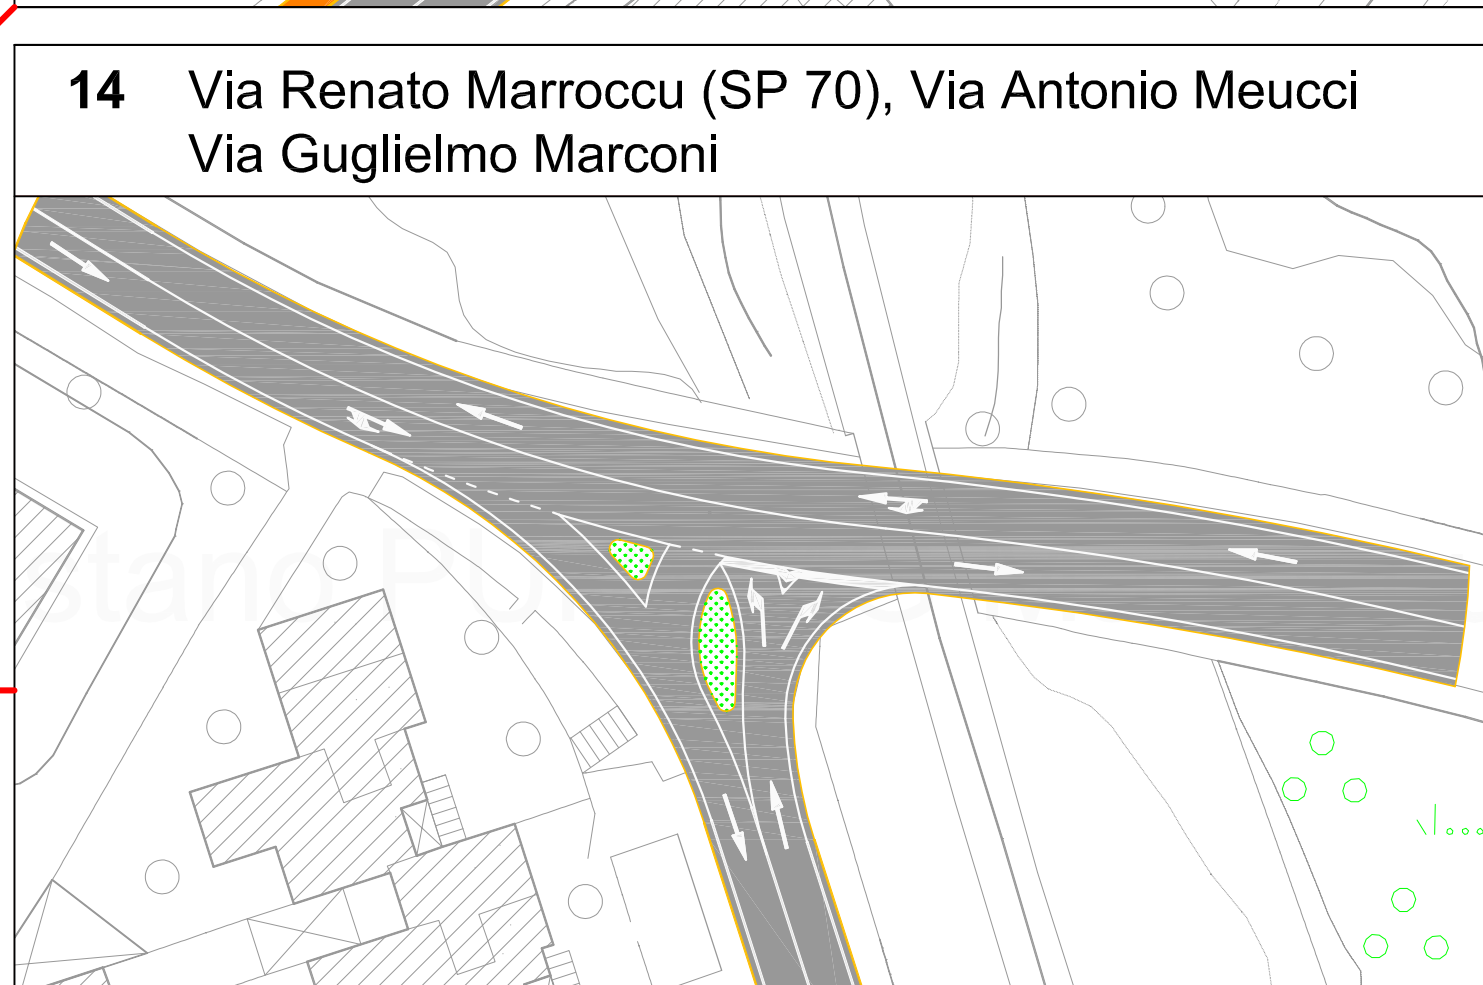 14 Via Renato Marroccu (SP 70), Via Antonio Meucci
Via Guglielmo Marconi